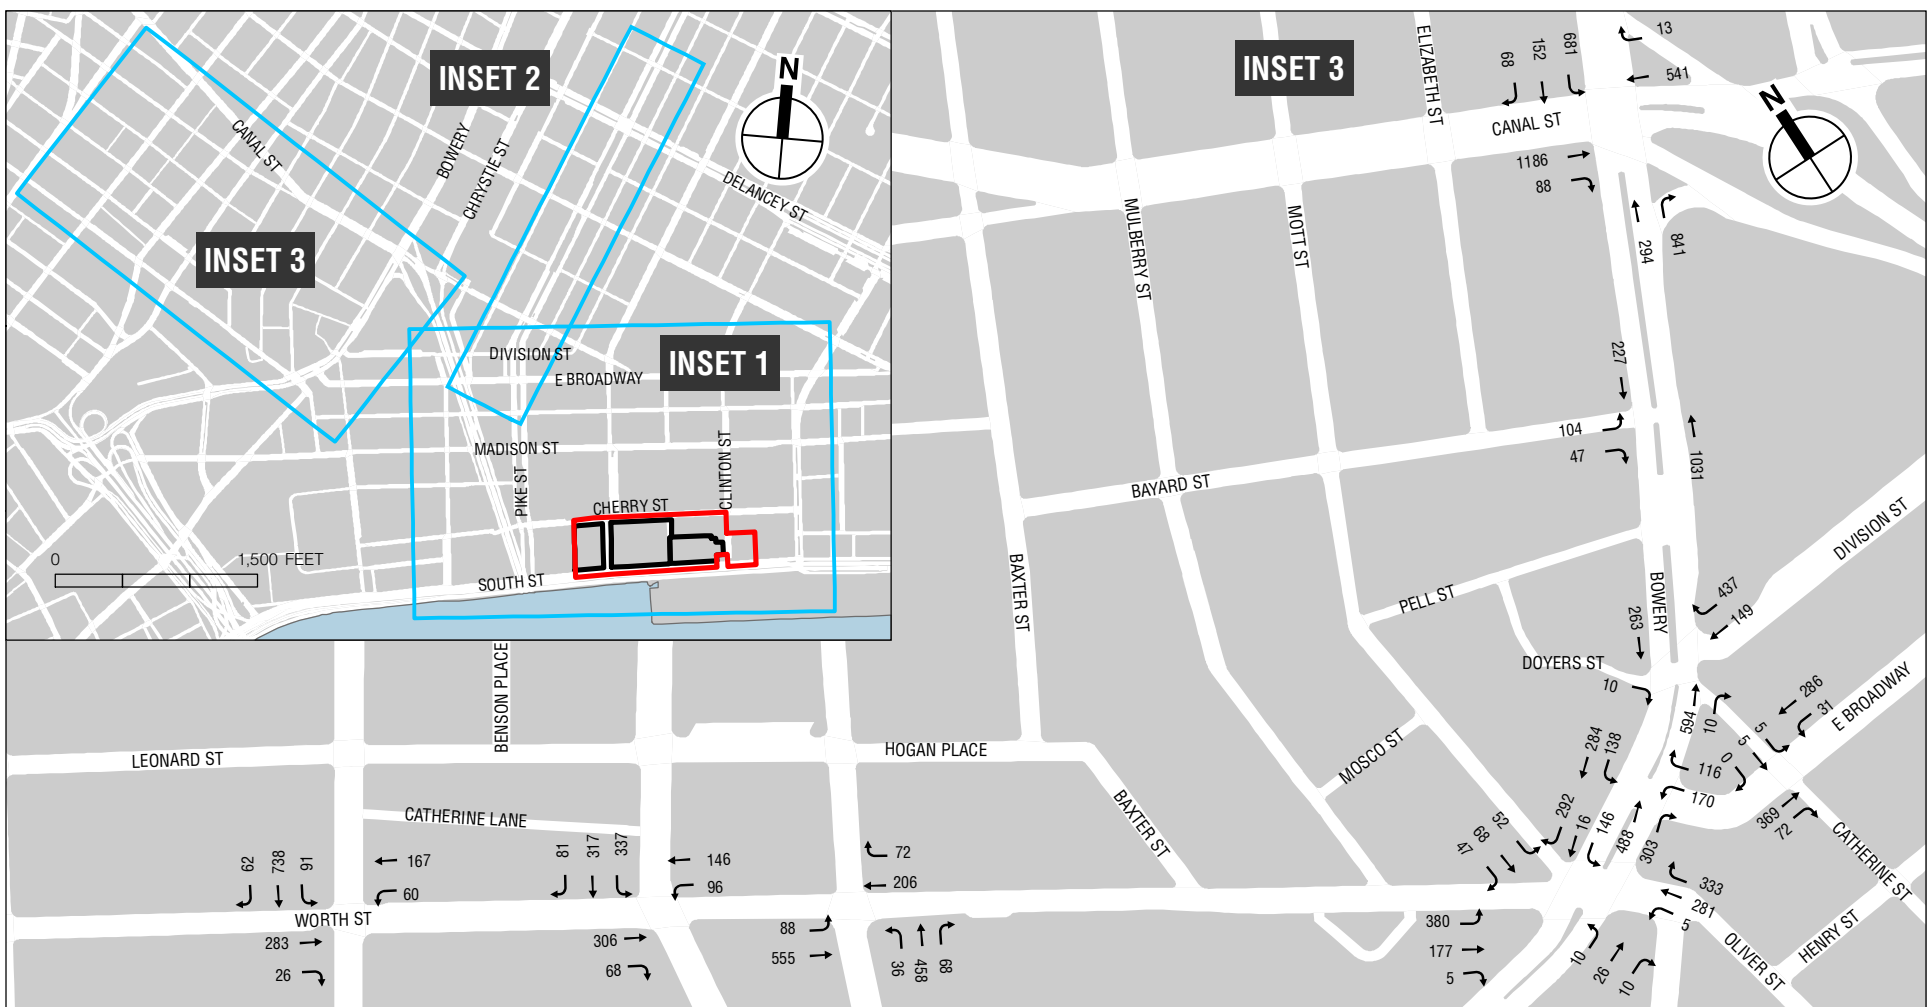 INSET 2
N
CANAL ST
BOWERY
CHRYSTIE ST
DELANCEY ST
INSET 3
DIVISION ST
INSET 1
E BROADWAY
MADISON ST
PIKE ST
CLINTON ST
CHERRY ST
0
1,500 FEET
SOUTH ST
INSET 3
N
ELIZABETH ST
68
152
681
13
541
CANAL ST
1186
88
294
841
MULBERRY ST
MOTT ST
227
104
47
1031
BAYARD ST
BAXTER ST
PELL ST
BOWERY
DIVISION ST
263
437
149
DOYERS ST
10
594
10
286
31
E BROADWAY
5
5
0
284
138
116
170
369
72
CATHERINE ST
MOSCO ST
292
16
146
488
303
52
68
47
333
281
5
OLIVER ST
HENRY ST
380
177
5
10
26
10
BENSON PLACE
LEONARD ST
HOGAN PLACE
CATHERINE LANE
BAXTER ST
62
738
91
167
60
81
317
337
146
96
72
206
WORTH ST
283
26
306
68
88
555
36
458
68